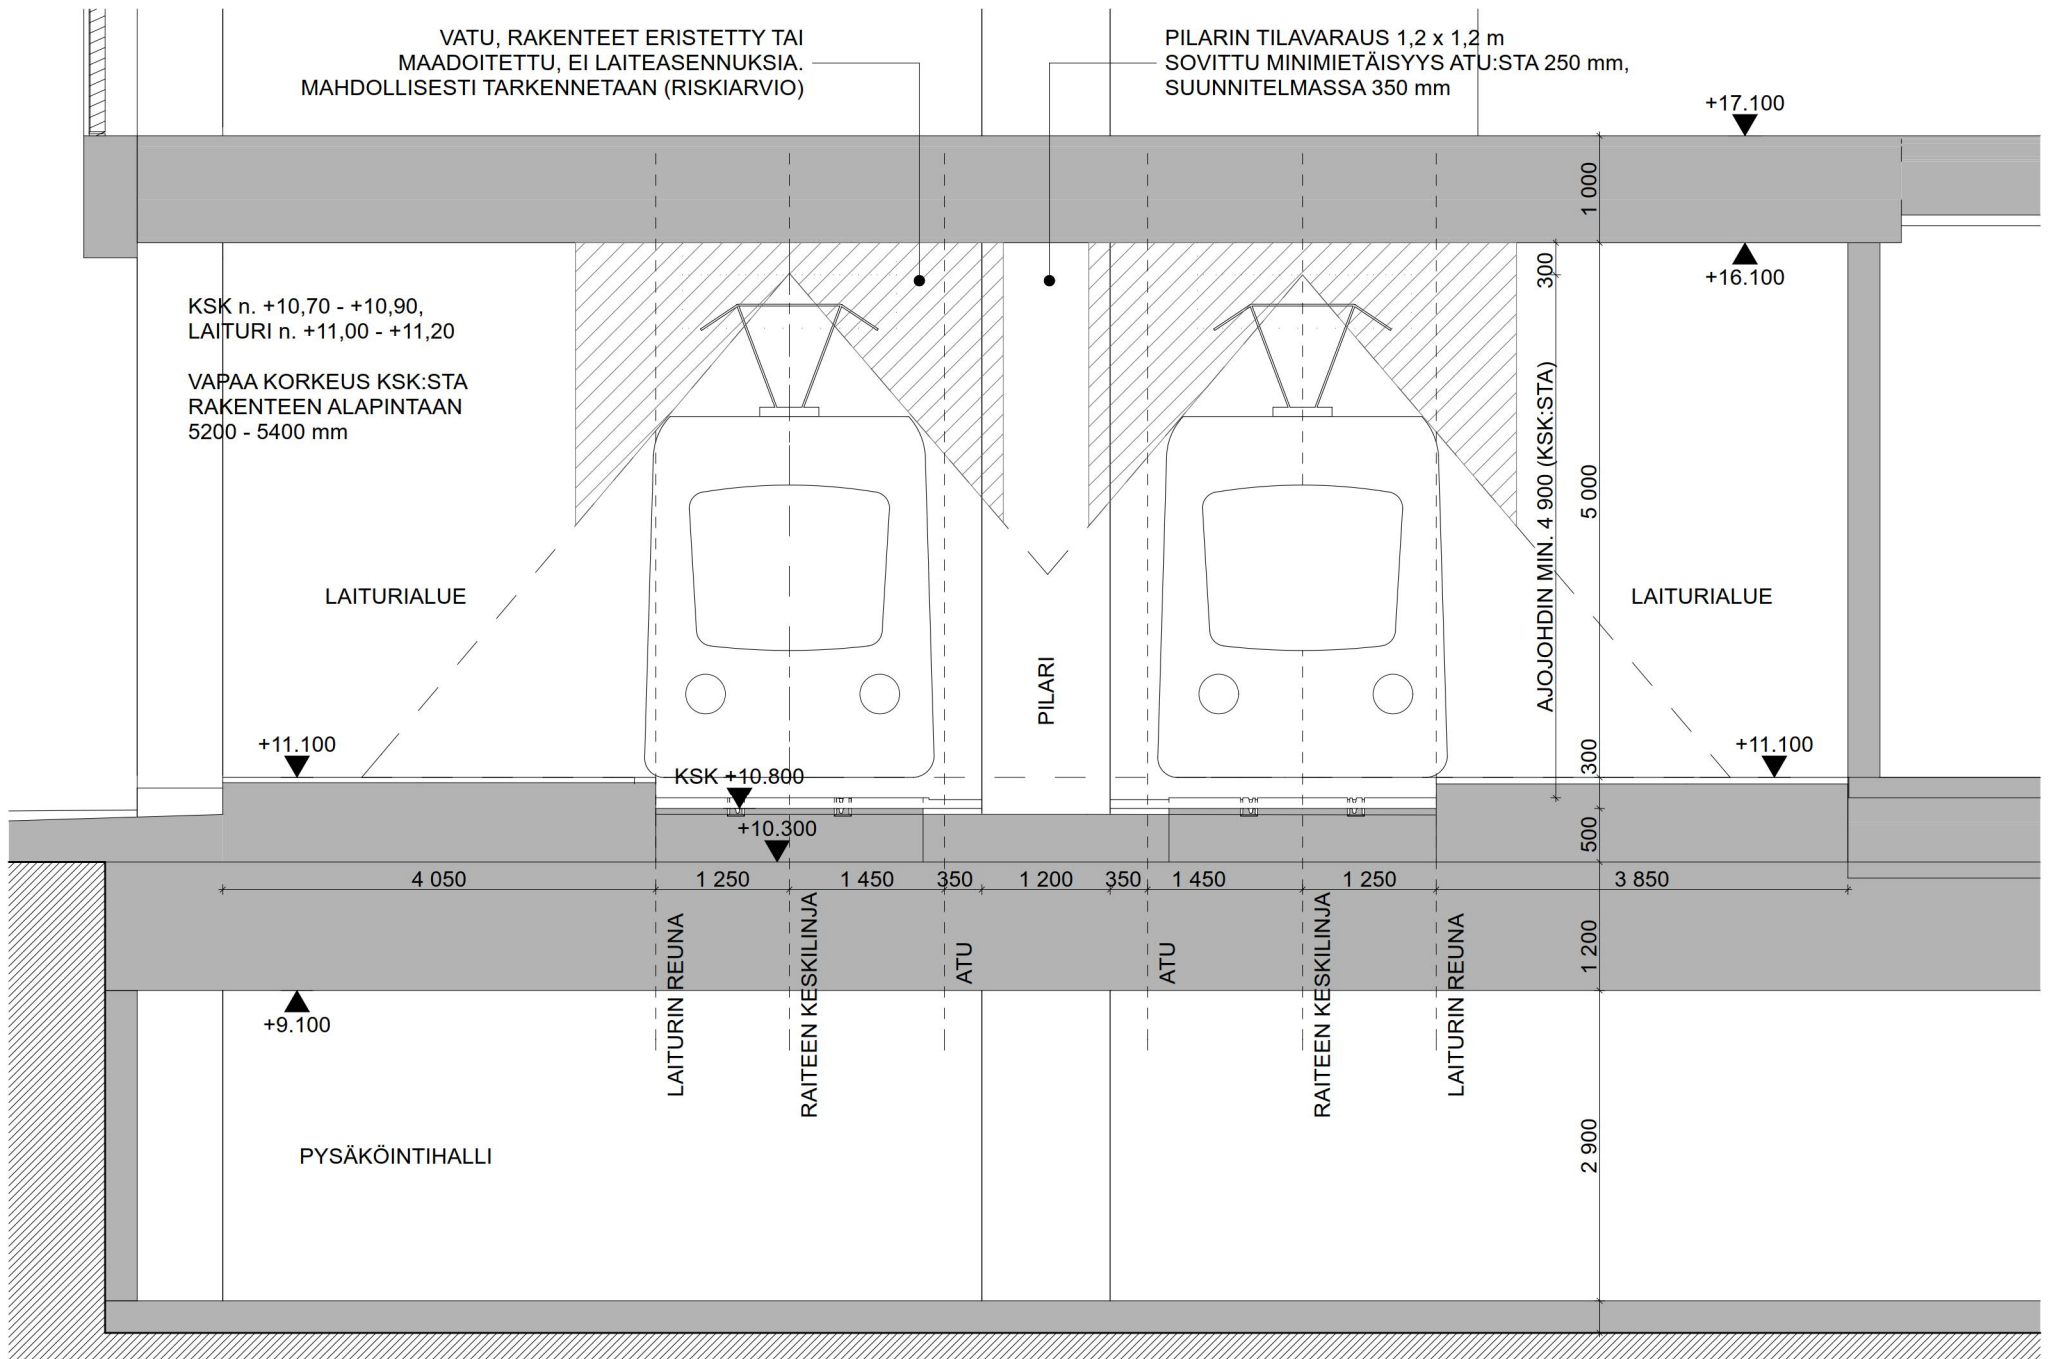 VATU, RAKENTEET ERISTETTY TAI
MAADOITETTU, EI LAITEASENNUKSIA.
MAHDOLLISESTI TARKENNETAAN (RISKIARVIO)
PILARIN TILAVARAUS 1,2 x 1,2 m
SOVITTU MINIMIETÄISYYS ATU:STA 250 mm,
SUUNNITELMASSA 350 mm
+17.100
1 000
300
+16.100
KSK n. +10,70 - +10,90,
LAITURI n. +11,00 - +11,20
VAPAA KORKEUS KSK:STA
RAKENTEEN ALAPINTAAN
5200 - 5400 mm
AJOJOHDIN MIN. 4 900 (KSK:STA)
5 000
LAITURIALUE
LAITURIALUE
PILARI
+11.100
KSK +10.800
300
+11.100
+10.300
500
4 050
1 250
1 450
350
1 200
350
1 450
1 250
3 850
LAITURIN REUNA
RAITEEN KESKILINJA
ATU
ATU
RAITEEN KESKILINJA
LAITURIN REUNA
1 200
+9.100
PYSÄKÖINTIHALLI
2 900